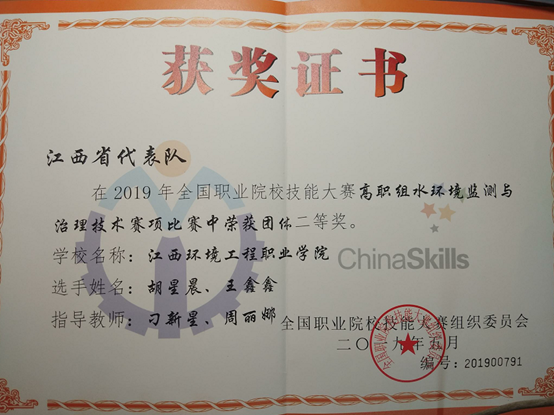 获奖证书
江西省代表队
在2019年全国职业院校技能大赛高职组水环境监测与
治理技术赛项比赛中荣获团体二等奖。
学校名称：江西环境工程职业学院
ChinaSkills
选手姓名：胡星晨、王鑫鑫
指导教师：刁新星、周丽娜
全国职业院校技能大赛组织委员会
二〇一九年五月
编号：201900791